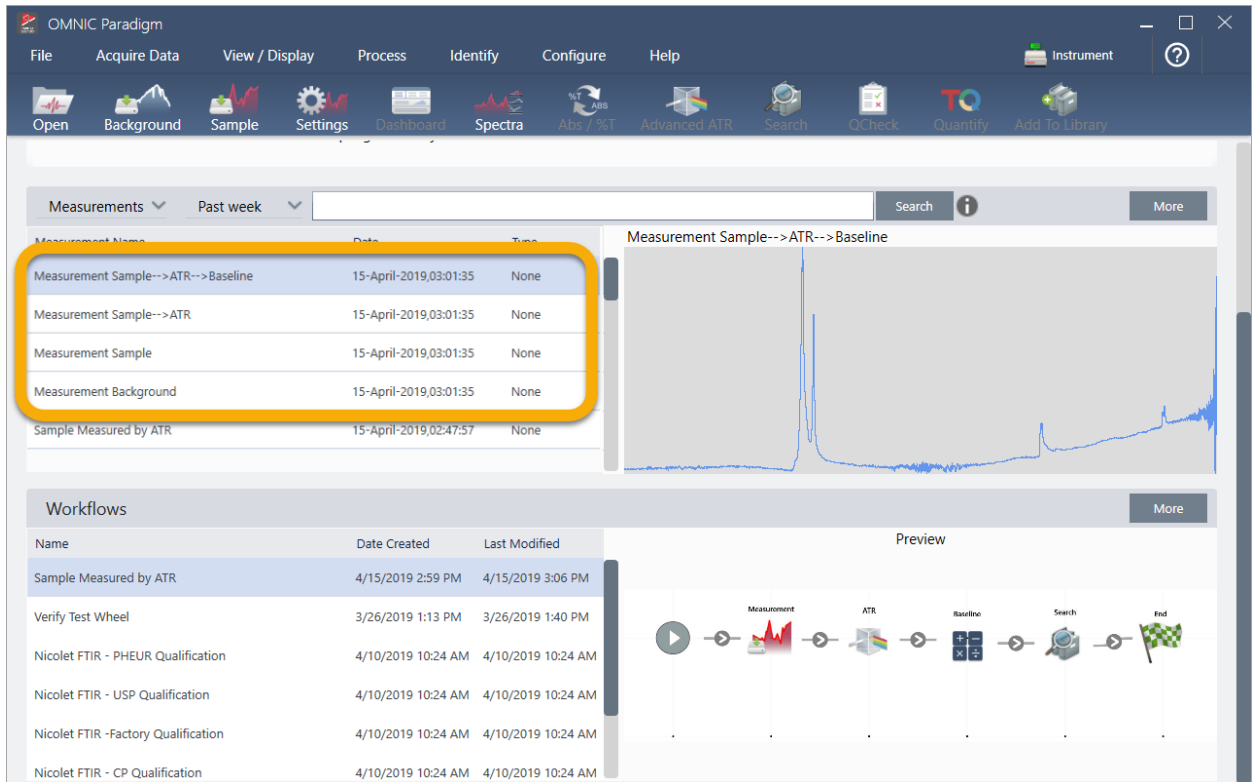 OMNIC Paradigm
File Acquire Data View / Display Process Identify Configure Help Instrument
Open Background Sample Settings Dashboard Spectra Abs / %T Advanced ATR Search QCheck Quantify Add To Library
%T ABS
TQ
Measurements Past week Search More
Measurement Name Date Type
Measurement Sample-->ATR-->Baseline
Measurement Sample-->ATR-->Baseline 15-April-2019,03:01:35 None
Measurement Sample-->ATR 15-April-2019,03:01:35 None
Measurement Sample 15-April-2019,03:01:35 None
Measurement Background 15-April-2019,03:01:35 None
Sample Measured by ATR 15-April-2019,02:47:57 None
Workflows More
Name Date Created Last Modified
Preview
Sample Measured by ATR 4/15/2019 2:59 PM 4/15/2019 3:06 PM
Verify Test Wheel 3/26/2019 1:13 PM 3/26/2019 1:40 PM
Nicolet FTIR - PHEUR Qualification 4/10/2019 10:24 AM 4/10/2019 10:24 AM
Nicolet FTIR - USP Qualification 4/10/2019 10:24 AM 4/10/2019 10:24 AM
Nicolet FTIR -Factory Qualification 4/10/2019 10:24 AM 4/10/2019 10:24 AM
Nicolet FTIR - CP Qualification 4/10/2019 10:24 AM 4/10/2019 10:24 AM
Measurement ATR Baseline Search End